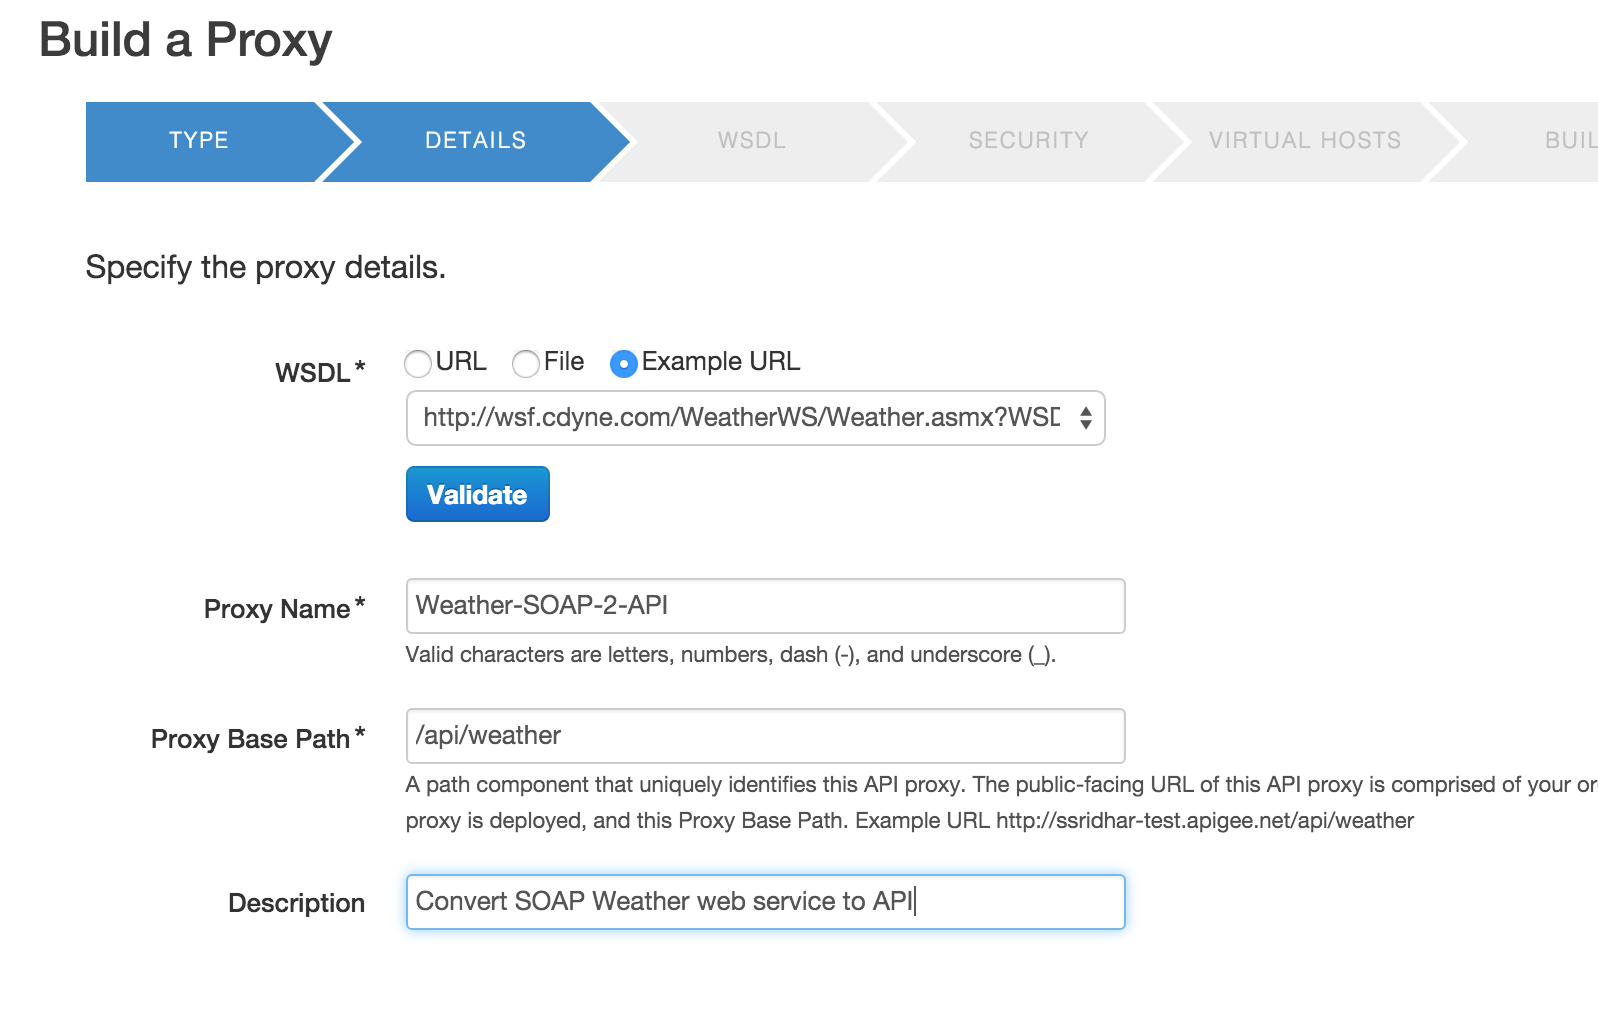 Build a Proxy
TYPE
DETAILS
WSDL
SECURITY
VIRTUAL HOSTS
BUIL
Specify the proxy details.
WSDL*
URL File Example URL
http://wsf.cdyne.com/WeatherWS/Weather.asmx?WSD
Validate
Proxy Name*
Weather-SOAP-2-API
Valid characters are letters, numbers, dash (-), and underscore (_).
Proxy Base Path*
/api/weather
A path component that uniquely identifies this API proxy. The public-facing URL of this API proxy is comprised of your or
proxy is deployed, and this Proxy Base Path. Example URL http://ssridhar-test.apigee.net/api/weather
Description
Convert SOAP Weather web service to API